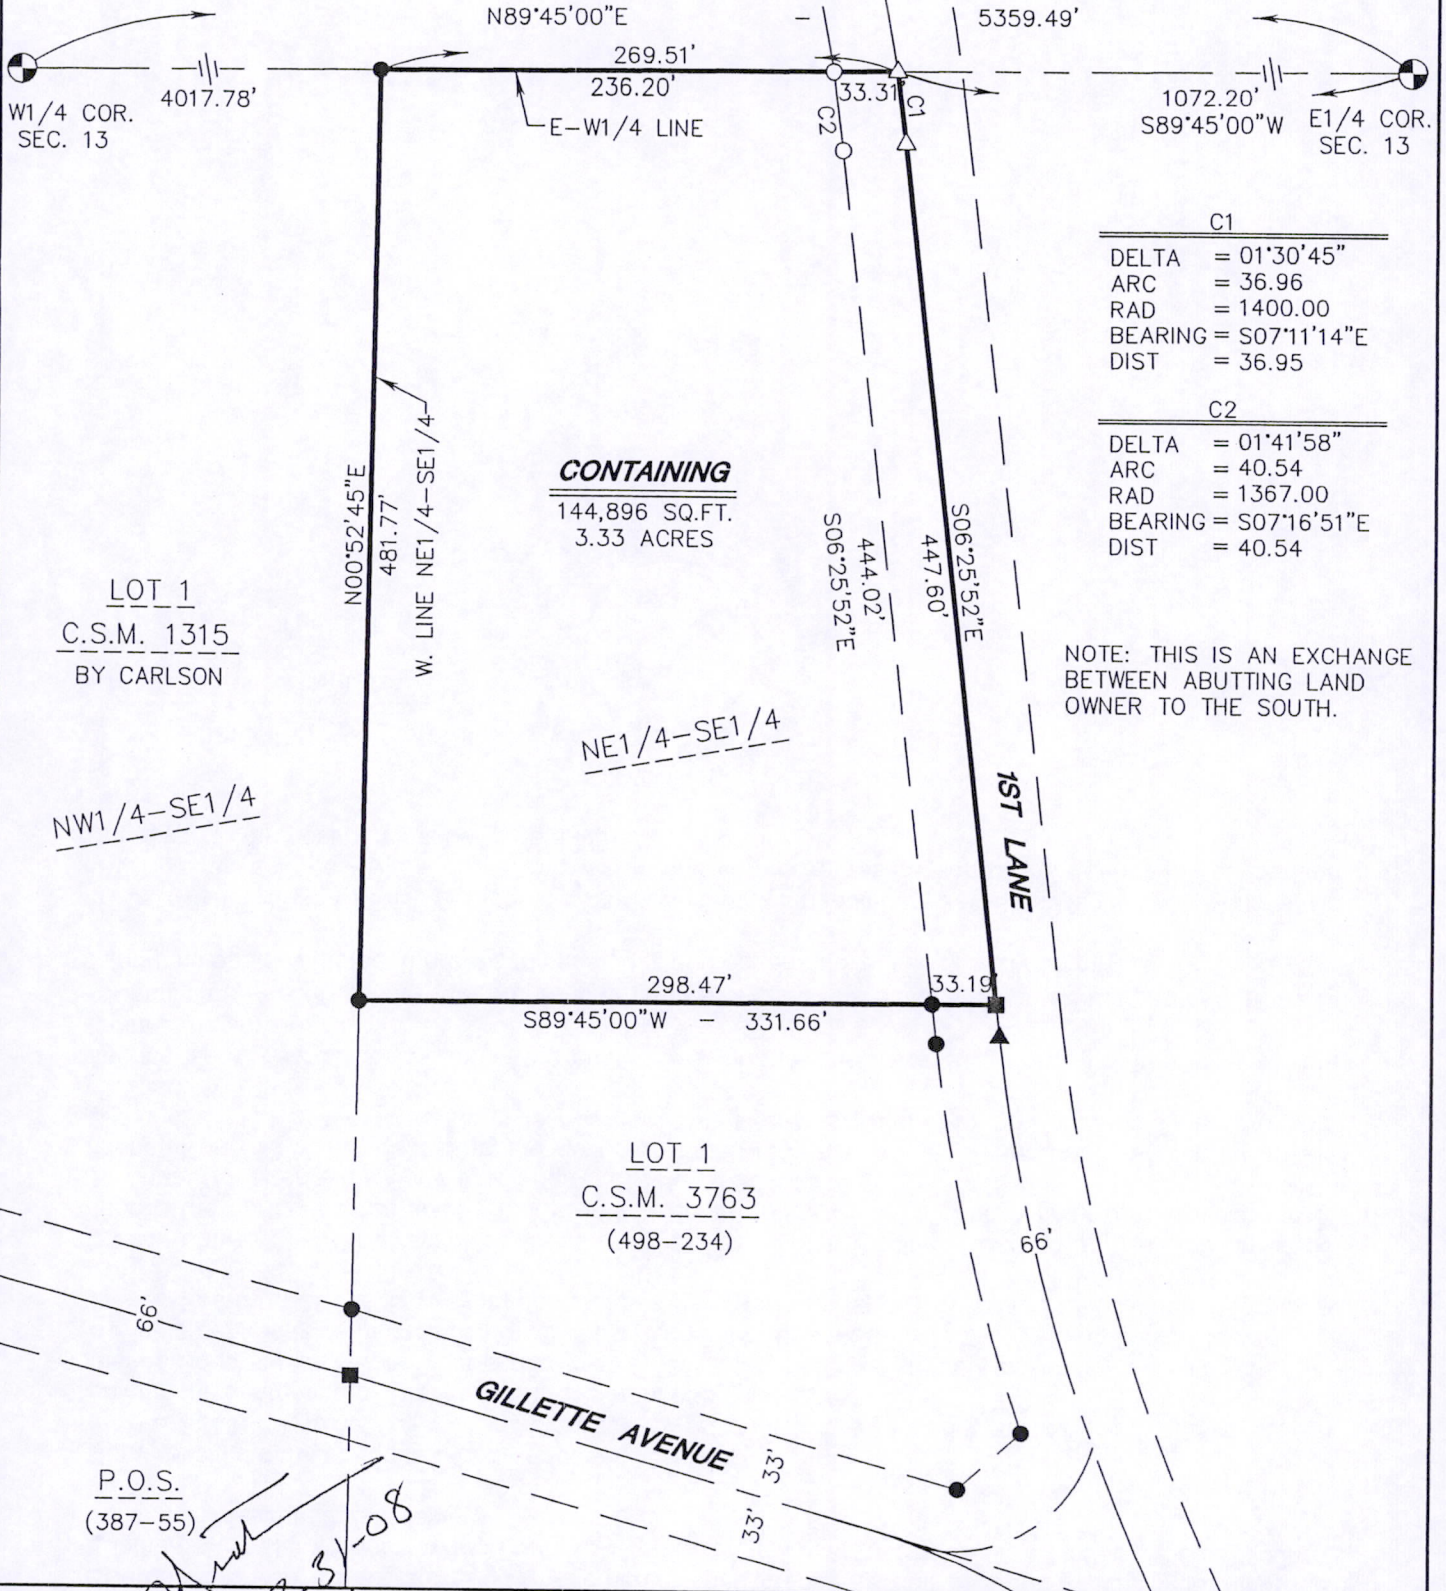 N89°45'00"E – 5359.49'
269.51'
236.20'
33.31'
C1
C2
4017.78'
W1/4 COR.
SEC. 13
E–W1/4 LINE
1072.20'
S89°45'00"W
E1/4 COR.
SEC. 13
C1
DELTA = 01°30'45"
ARC = 36.96
RAD = 1400.00
BEARING = S07°11'14"E
DIST = 36.95
C2
DELTA = 01°41'58"
ARC = 40.54
RAD = 1367.00
BEARING = S07°16'51"E
DIST = 40.54
N00°52'45"E
481.77'
W. LINE NE1/4–SE1/4
CONTAINING
144,896 SQ.FT.
3.33 ACRES
S06°25'52"E
444.02'
447.60'
S06°25'52"E
LOT 1
C.S.M. 1315
BY CARLSON
NOTE: THIS IS AN EXCHANGE
BETWEEN ABUTTING LAND
OWNER TO THE SOUTH.
NE1/4–SE1/4
NW1/4–SE1/4
1ST LANE
298.47'
33.19'
S89°45'00"W – 331.66'
LOT 1
C.S.M. 3763
(498–234)
66'
66'
GILLETTE AVENUE
33'
33'
P.O.S.
(387–55)
31-08